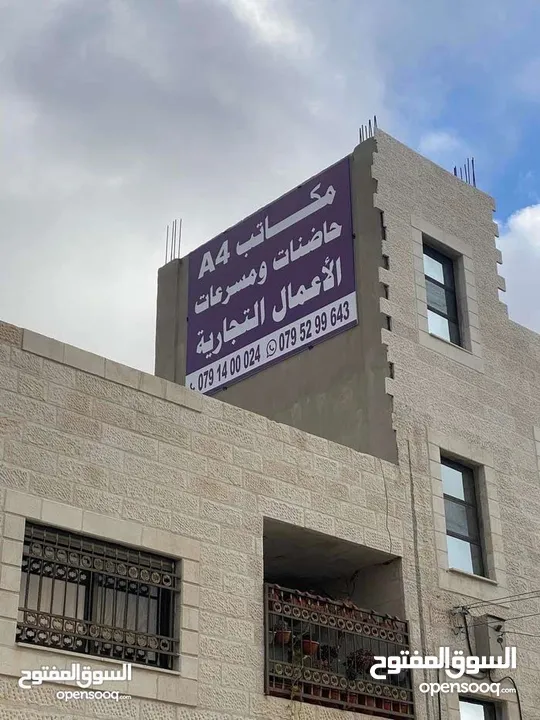 مكاتب A4
حاضنات ومسرعات
الأعمال التجارية
079 14 00 024 079 52 99 643
السوق المفتوح
opensooq.com
السوق المفتوح
opensooq.com